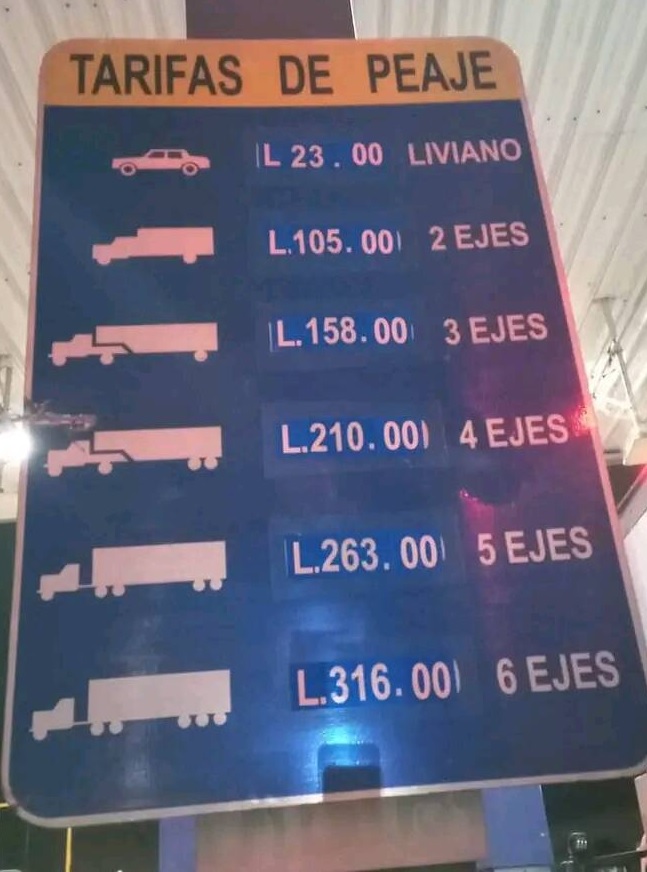 TARIFAS DE PEAJE
L 23.00 LIVIANO
L.105.00 2 EJES
L.158.00 3 EJES
L.210.00 4 EJES
L.263.00 5 EJES
L.316.00 6 EJES